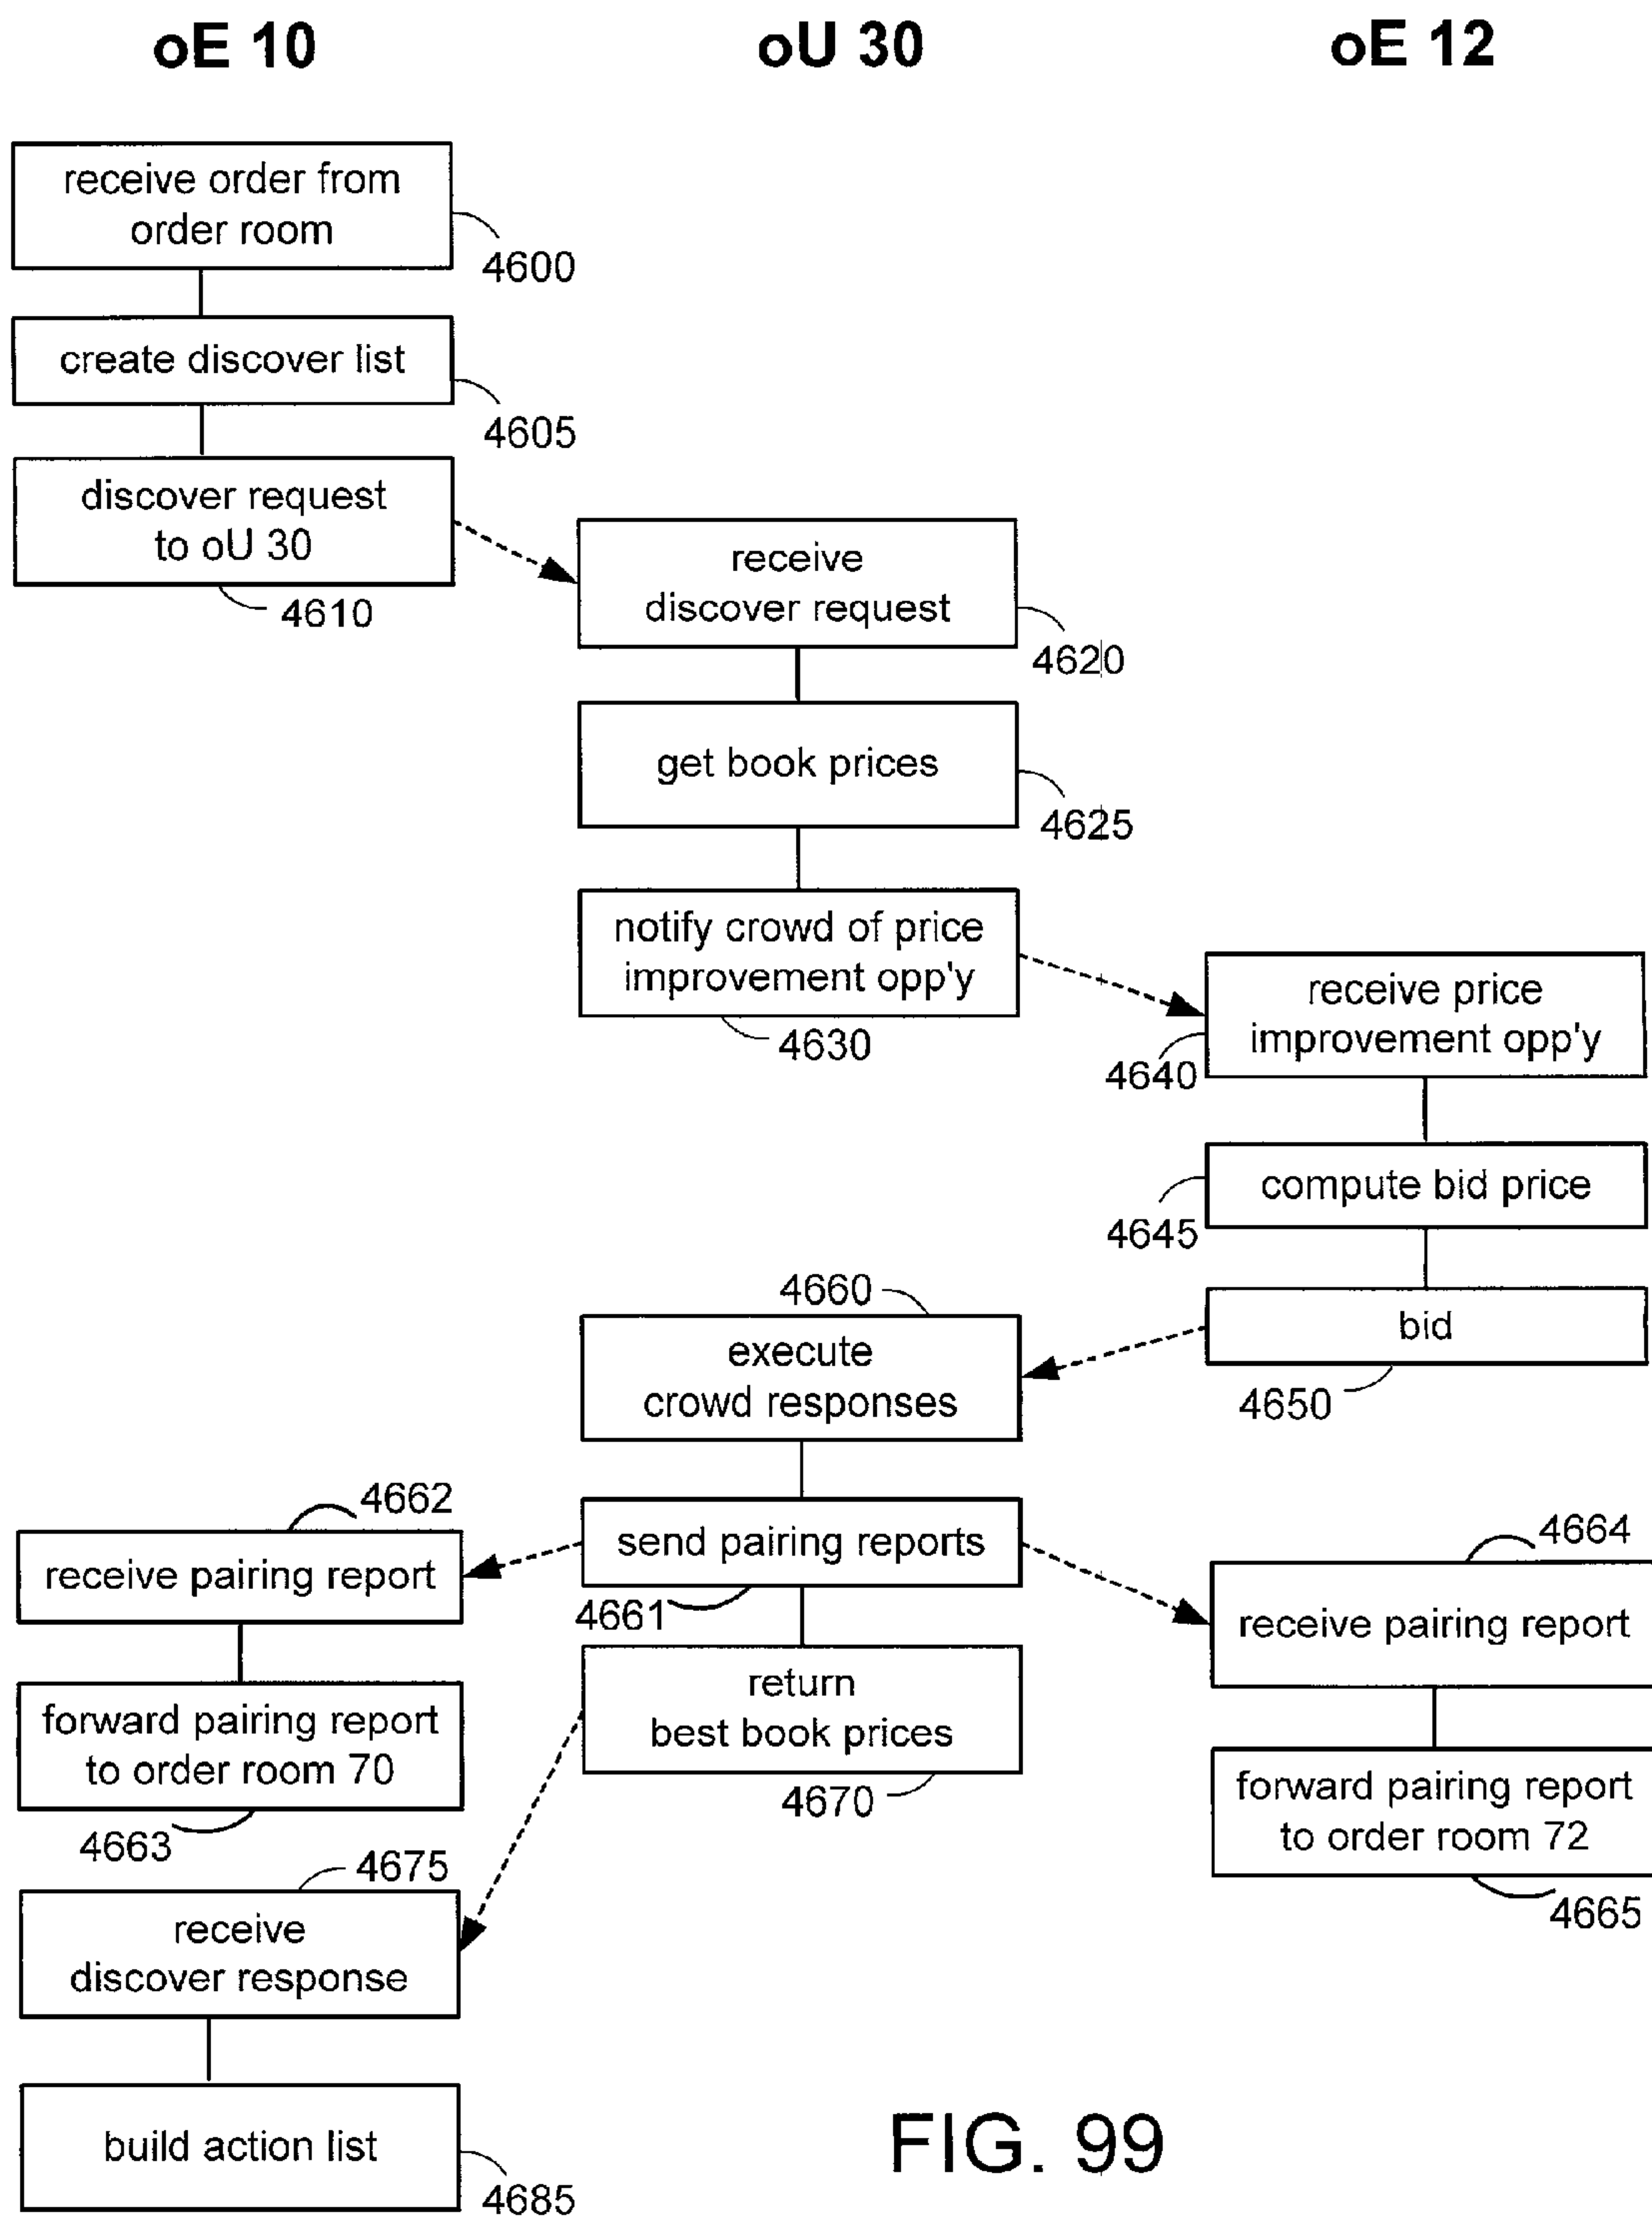 oE 10
oU 30
oE 12
receive order from
order room
4600
create discover list
4605
discover request
to oU 30
4610
receive
discover request
4620
get book prices
4625
notify crowd of price
improvement opp'y
4630
receive price
improvement opp'y
4640
compute bid price
4645
bid
4650
4660
execute
crowd responses
send pairing reports
4661
4662
receive pairing report
forward pairing report
to order room 70
4663
4664
receive pairing report
forward pairing report
to order room 72
4665
return
best book prices
4670
4675
receive
discover response
build action list
4685
FIG. 99